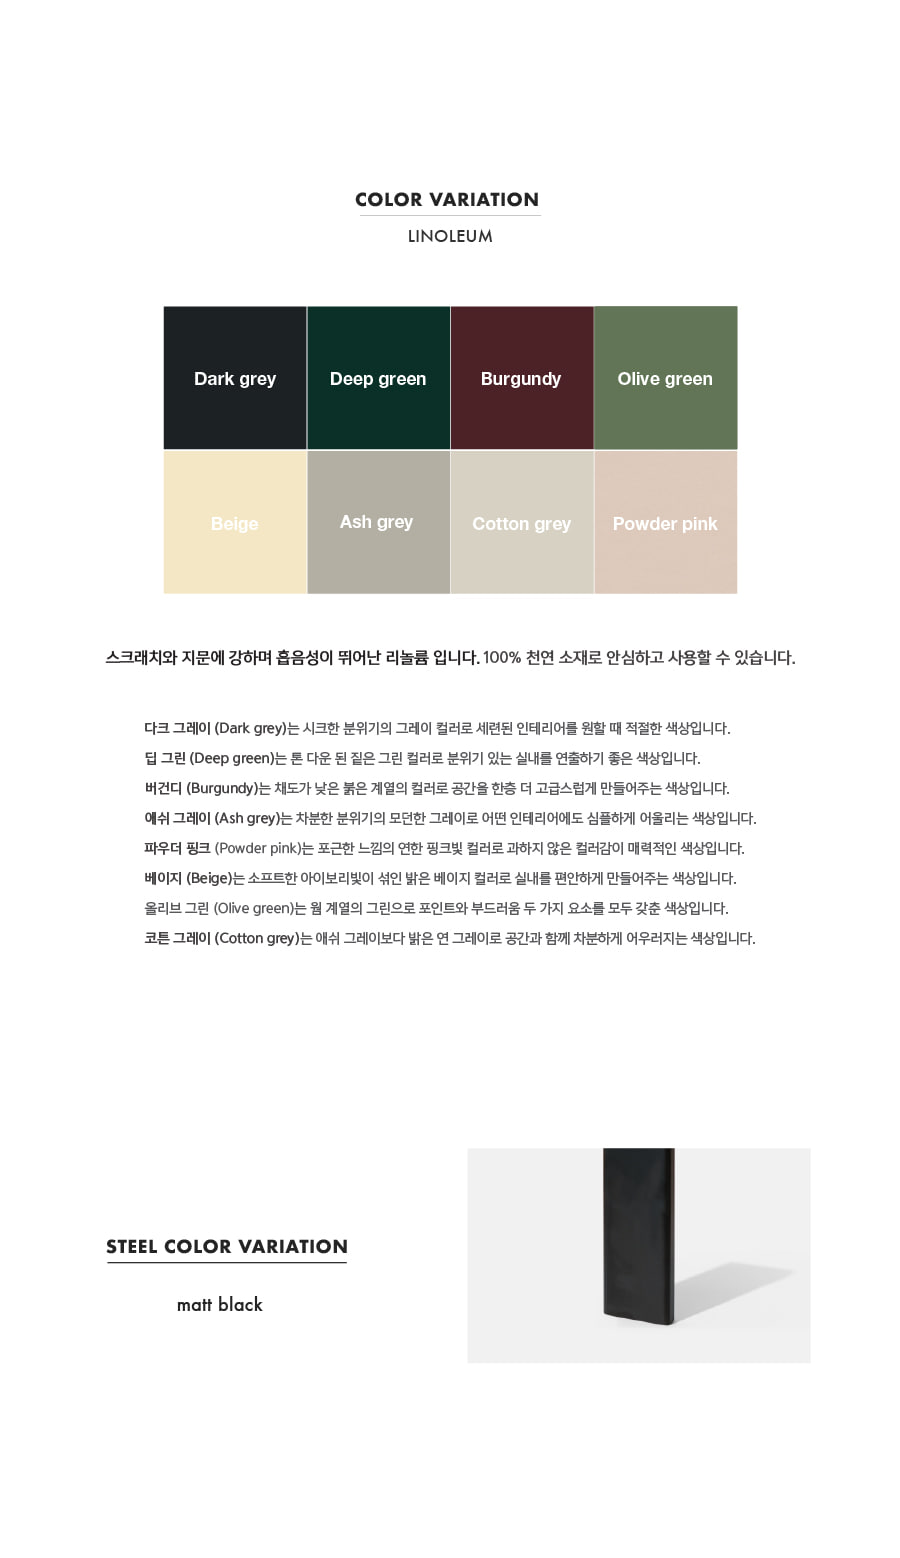 COLOR VARIATION
LINOLEUM
Dark grey
Deep green
Burgundy
Olive green
Beige
Ash grey
Cotton grey
Powder pink
스크래치와 지문에 강하며 흡음성이 뛰어난 리놀륨 입니다. 100% 천연 소재로 안심하고 사용할 수 있습니다.
다크 그레이 (Dark grey)는 시크한 분위기의 그레이 컬러로 세련된 인테리어를 원할 때 적절한 색상입니다.
딥 그린 (Deep green)는 톤 다운 된 짙은 그린 컬러로 분위기 있는 실내를 연출하기 좋은 색상입니다.
버건디 (Burgundy)는 채도가 낮은 붉은 계열의 컬러로 공간을 한층 더 고급스럽게 만들어주는 색상입니다.
애쉬 그레이 (Ash grey)는 차분한 분위기의 모던한 그레이로 어떤 인테리어에도 심플하게 어울리는 색상입니다.
파우더 핑크 (Powder pink)는 포근한 느낌의 연한 핑크빛 컬러로 과하지 않은 컬러감이 매력적인 색상입니다.
베이지 (Beige)는 소프트한 아이보리빛이 섞인 밝은 베이지 컬러로 실내를 편안하게 만들어주는 색상입니다.
올리브 그린 (Olive green)는 웜 계열의 그린으로 포인트와 부드러움 두 가지 요소를 모두 갖춘 색상입니다.
코튼 그레이 (Cotton grey)는 애쉬 그레이보다 밝은 연 그레이로 공간과 함께 차분하게 어우러지는 색상입니다.
STEEL COLOR VARIATION
matt black